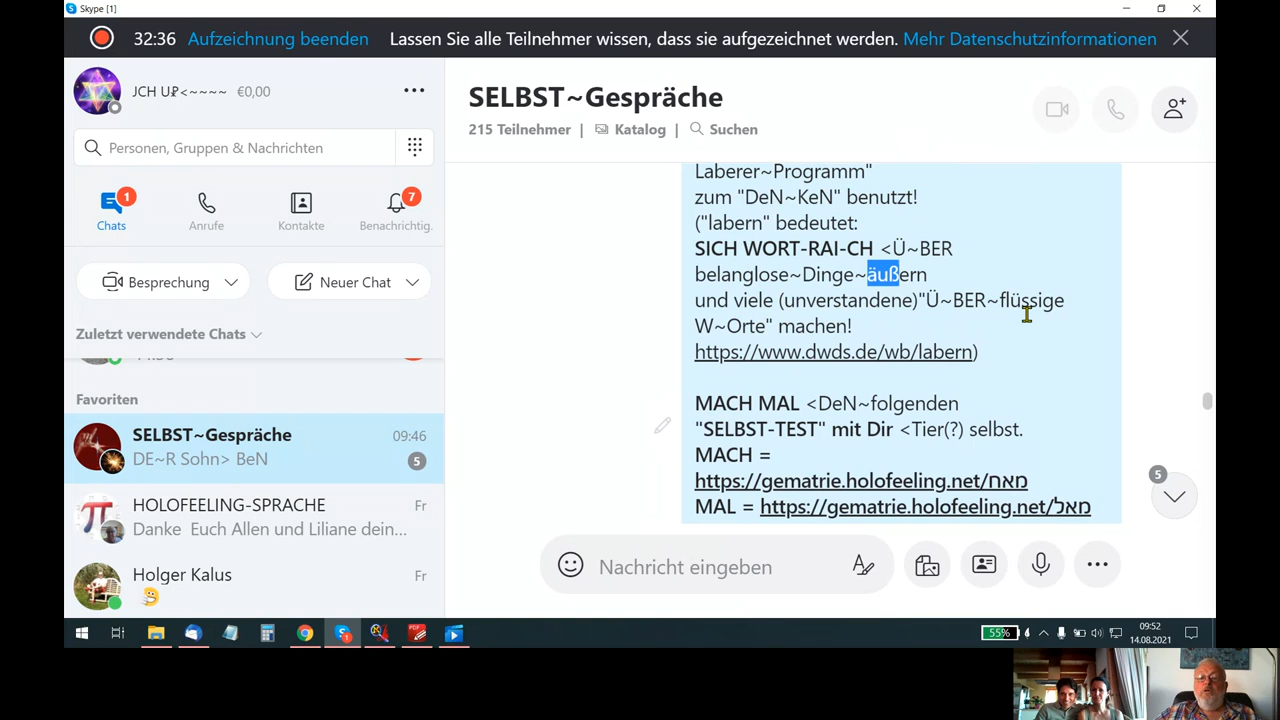 Skype [1]
32:36 Aufzeichnung beenden Lassen Sie alle Teilnehmer wissen, dass sie aufgezeichnet werden. Mehr Datenschutzinformationen
€0,00
Personen, Gruppen & Nachrichten
1
7
Chats
Anrufe
Kontakte
Benachrichtig.
Besprechung
Neuer Chat
Zuletzt verwendete Chats
Favoriten
SELBST~Gespräche 09:46
DE~R Sohn> BeN 5
HOLOFEELING-SPRACHE Fr
Danke Euch Allen und Liliane dein...
Holger Kalus Fr
SELBST~Gespräche
215 Teilnehmer | Katalog | Suchen
Laberer~Programm"
zum "DeN~KeN" benutzt!
("labern" bedeutet:
SICH WORT-RAI-CH <Ü~BER
belanglose~Dinge~äußern
und viele (unverstandene)"Ü~BER~flüssige
W~Orte" machen!
https://www.dwds.de/wb/labern)
MACH MAL <DeN~folgenden
"SELBST-TEST" mit Dir <Tier(?) selbst.
MACH =
https://gematrie.holofeeling.net/מאח
MAL = https://gematrie.holofeeling.net/מאל
5
Nachricht eingeben
55%
09:52
14.08.2021